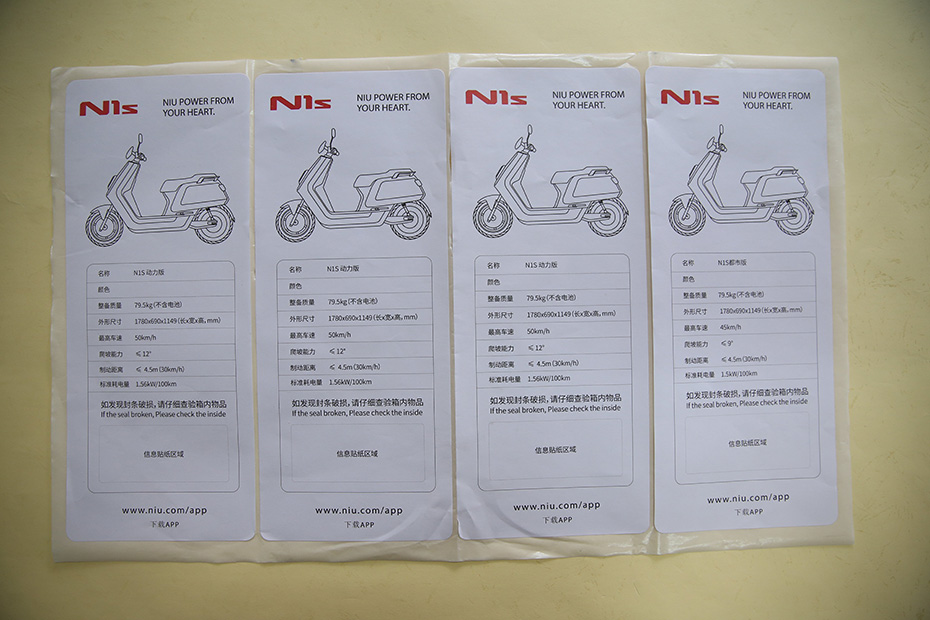 N1s
NIU POWER FROM
YOUR HEART.
名称 N1S 动力版
颜色
整备质量 79.5kg(不含电池)
外形尺寸 1780x690x1149(长x宽x高, mm)
最高车速 50km/h
爬坡能力 ≤ 12°
制动距离 ≤ 4.5m (30km/h)
标准耗电量 1.56kW/100km
如发现封条破损,请仔细查验箱内物品
If the seal broken, Please check the inside
信息贴纸区域
www.niu.com/app
下载APP
N1s
NIU POWER FROM
YOUR HEART.
名称 N1S 动力版
颜色
整备质量 79.5kg(不含电池)
外形尺寸 1780x690x1149(长x宽x高, mm)
最高车速 50km/h
爬坡能力 ≤ 12°
制动距离 ≤ 4.5m (30km/h)
标准耗电量 1.56kW/100km
如发现封条破损,请仔细查验箱内物品
If the seal broken, Please check the inside
信息贴纸区域
www.niu.com/app
下载APP
N1s
NIU POWER FROM
YOUR HEART.
名称 N1S 动力版
颜色
整备质量 79.5kg(不含电池)
外形尺寸 1780x690x1149(长x宽x高, mm)
最高车速 50km/h
爬坡能力 ≤ 12°
制动距离 ≤ 4.5m (30km/h)
标准耗电量 1.56kW/100km
如发现封条破损,请仔细查验箱内物品
If the seal broken, Please check the inside
信息贴纸区域
www.niu.com/app
下载APP
N1s
NIU POWER FROM
YOUR HEART.
名称 N1S都市版
颜色
整备质量 79.5kg(不含电池)
外形尺寸 1780x690x1149(长x宽x高, mm)
最高车速 45km/h
爬坡能力 ≤ 9°
制动距离 ≤ 4.5m (30km/h)
标准耗电量 1.5kW/100km
如发现封条破损,请仔细查验箱内物品
If the seal broken, Please check the inside
信息贴纸区域
www.niu.com/app
下载APP